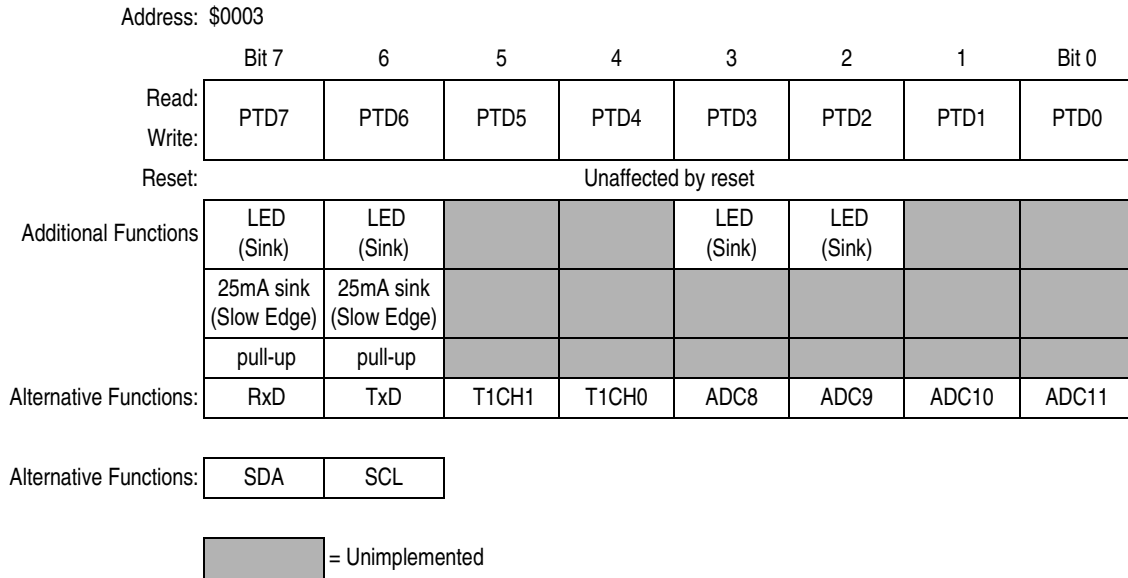 Address: $0003
Bit 7 6 5 4 3 2 1 Bit 0
Read:
Write:
PTD7 PTD6 PTD5 PTD4 PTD3 PTD2 PTD1 PTD0
Reset: Unaffected by reset
Additional Functions
LED LED LED LED
(Sink) (Sink) (Sink) (Sink)
25mA sink 25mA sink
(Slow Edge) (Slow Edge)
pull-up pull-up
Alternative Functions: RxD TxD T1CH1 T1CH0 ADC8 ADC9 ADC10 ADC11
Alternative Functions: SDA SCL
= Unimplemented